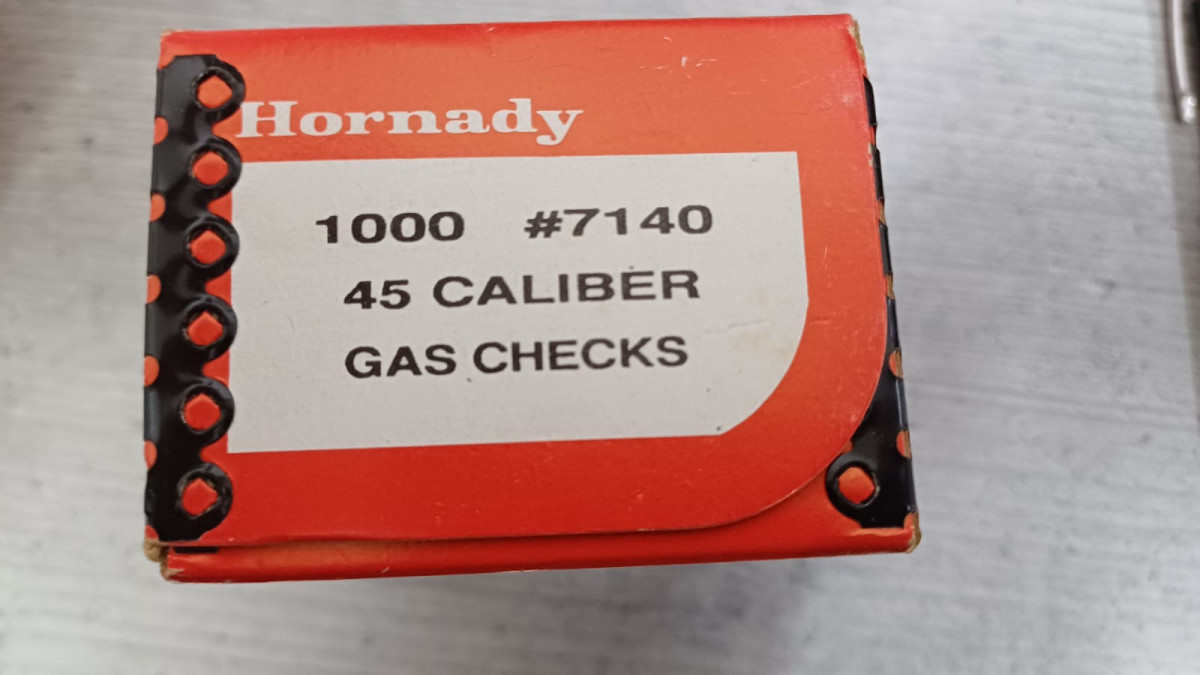 Hornady
1000 #7140
45 CALIBER
GAS CHECKS